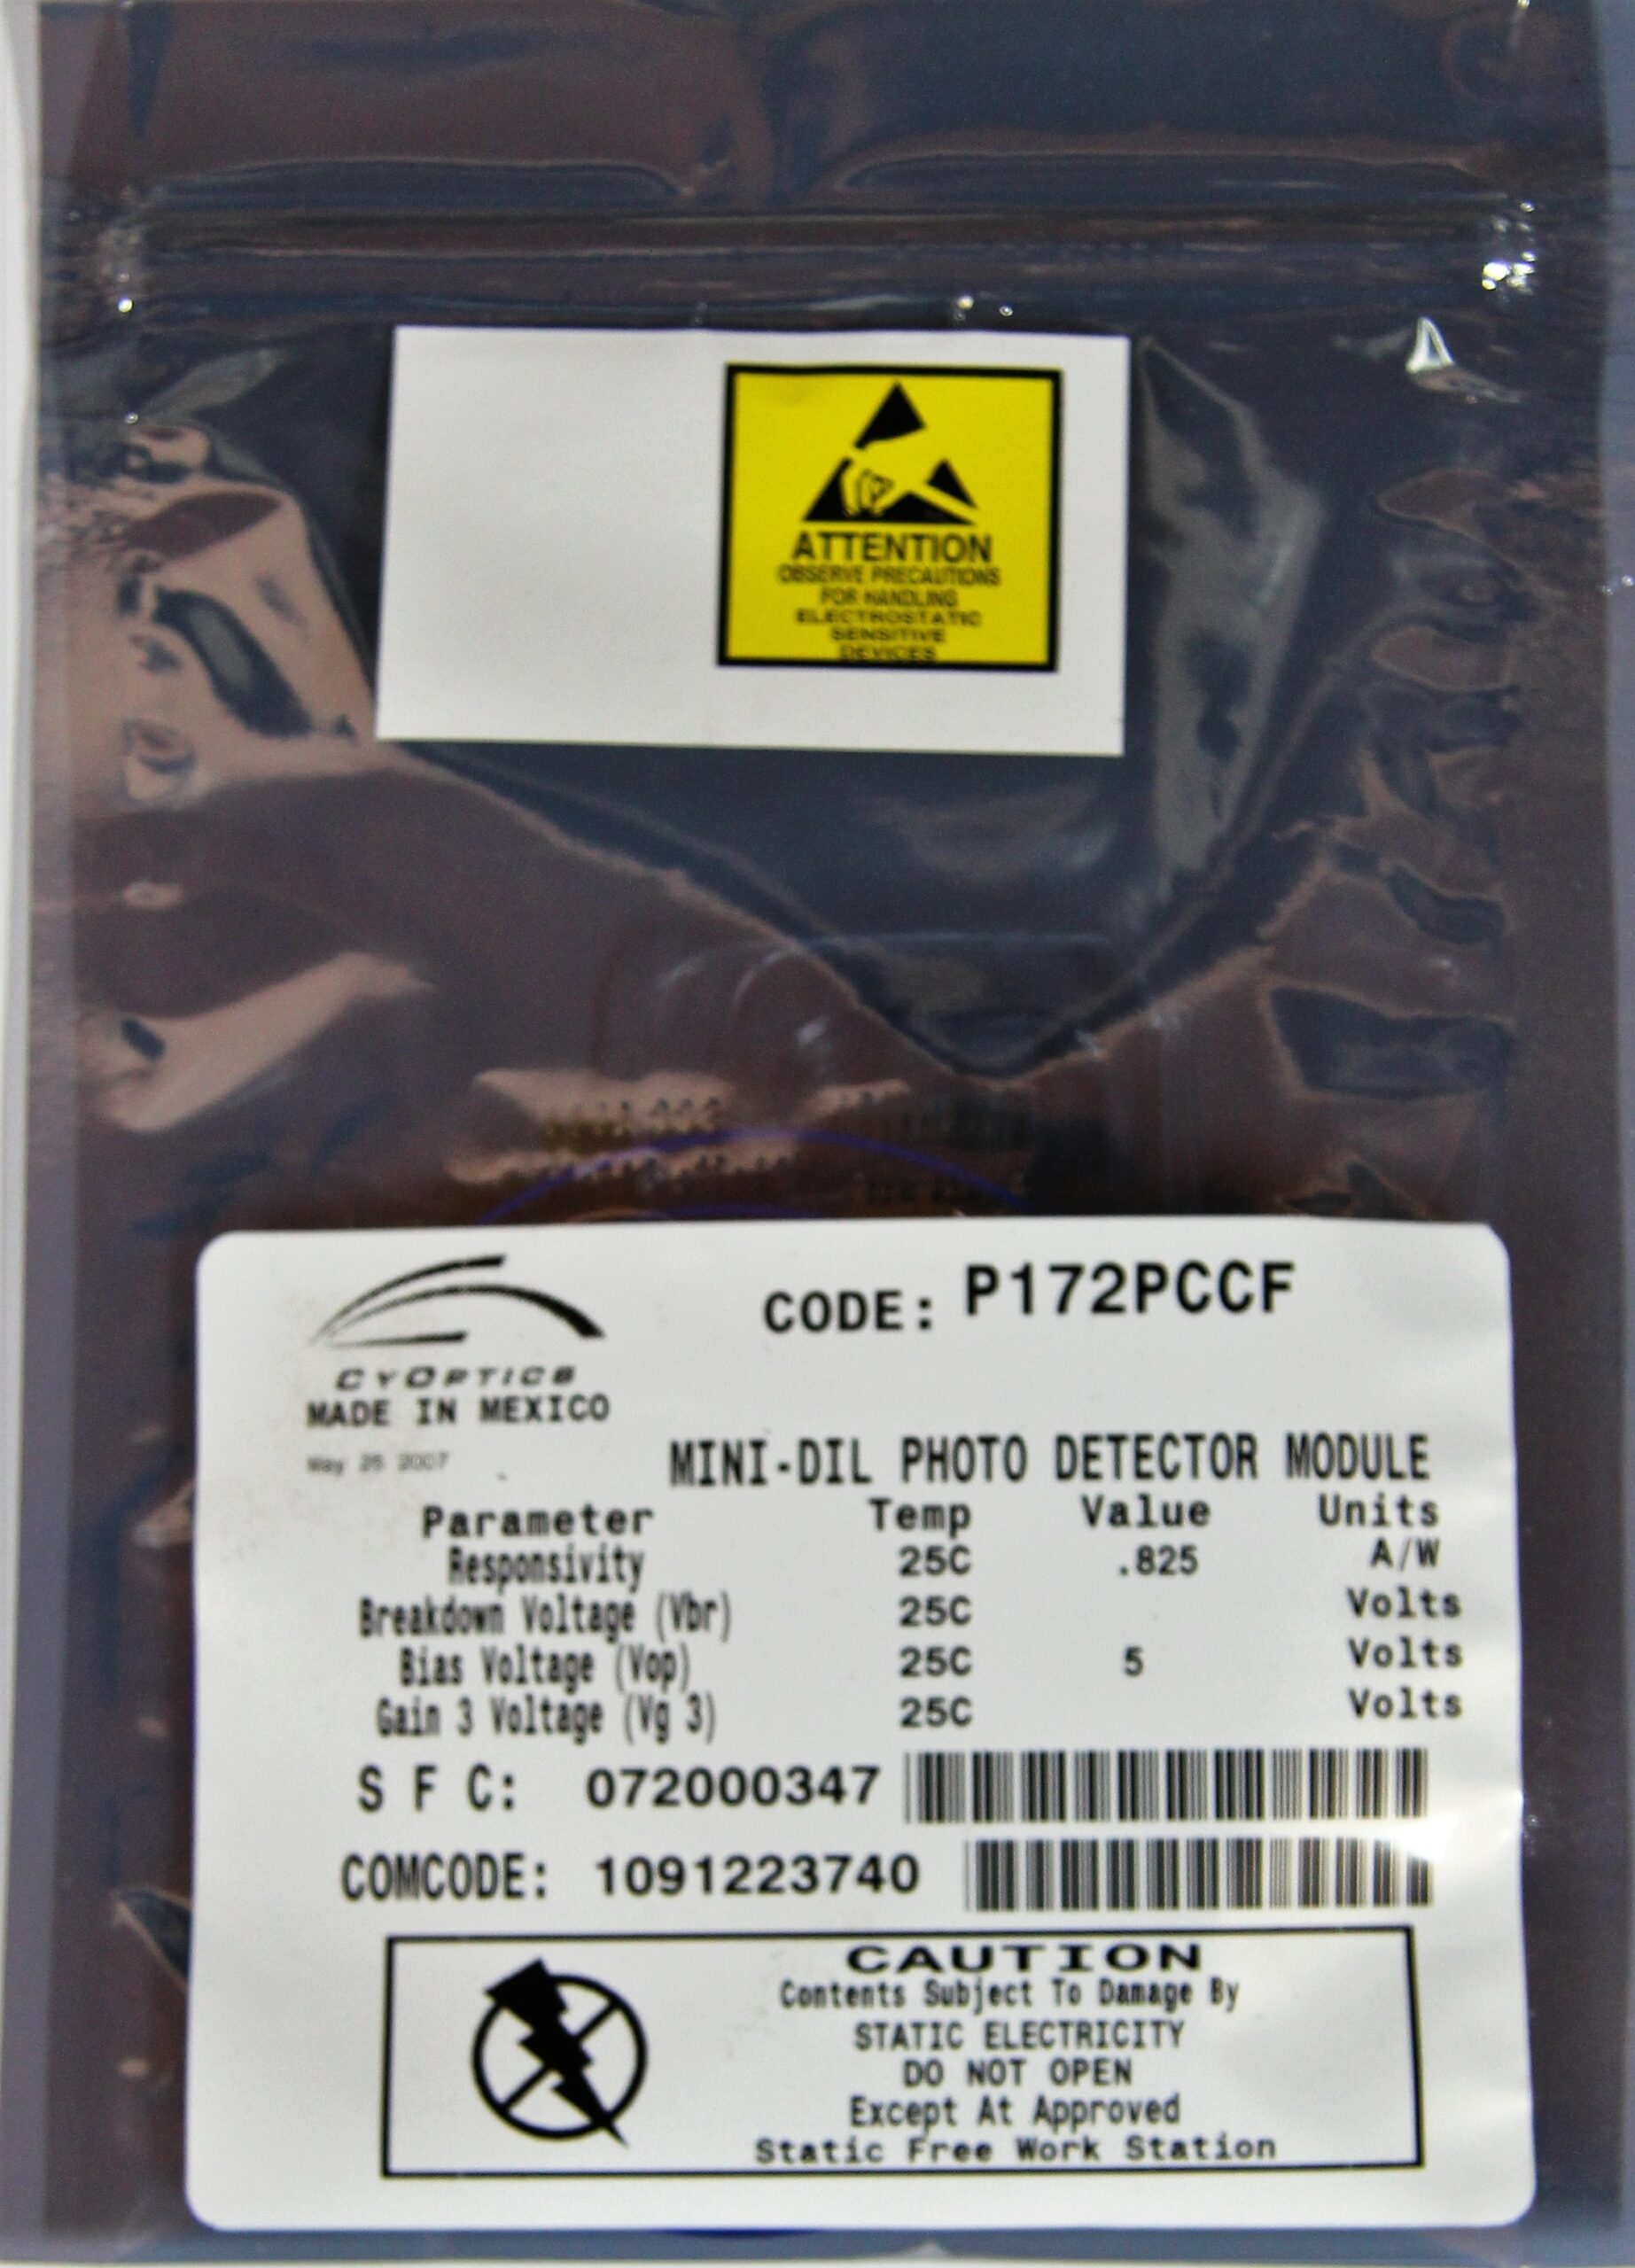 ATTENTION
OBSERVE PRECAUTIONS
FOR HANDLING
ELECTROSTATIC
SENSITIVE
DEVICES
CODE: P172PCCF
CYOPTICS
MADE IN MEXICO
May 25 2007
MINI-DIL PHOTO DETECTOR MODULE
Parameter Temp Value Units
Responsivity 25C .825 A/W
Breakdown Voltage (Vbr) 25C Volts
Bias Voltage (Vop) 25C 5 Volts
Gain 3 Voltage (Vg 3) 25C Volts
S F C: 072000347
COMCODE: 1091223740
CAUTION
Contents Subject To Damage By
STATIC ELECTRICITY
DO NOT OPEN
Except At Approved
Static Free Work Station